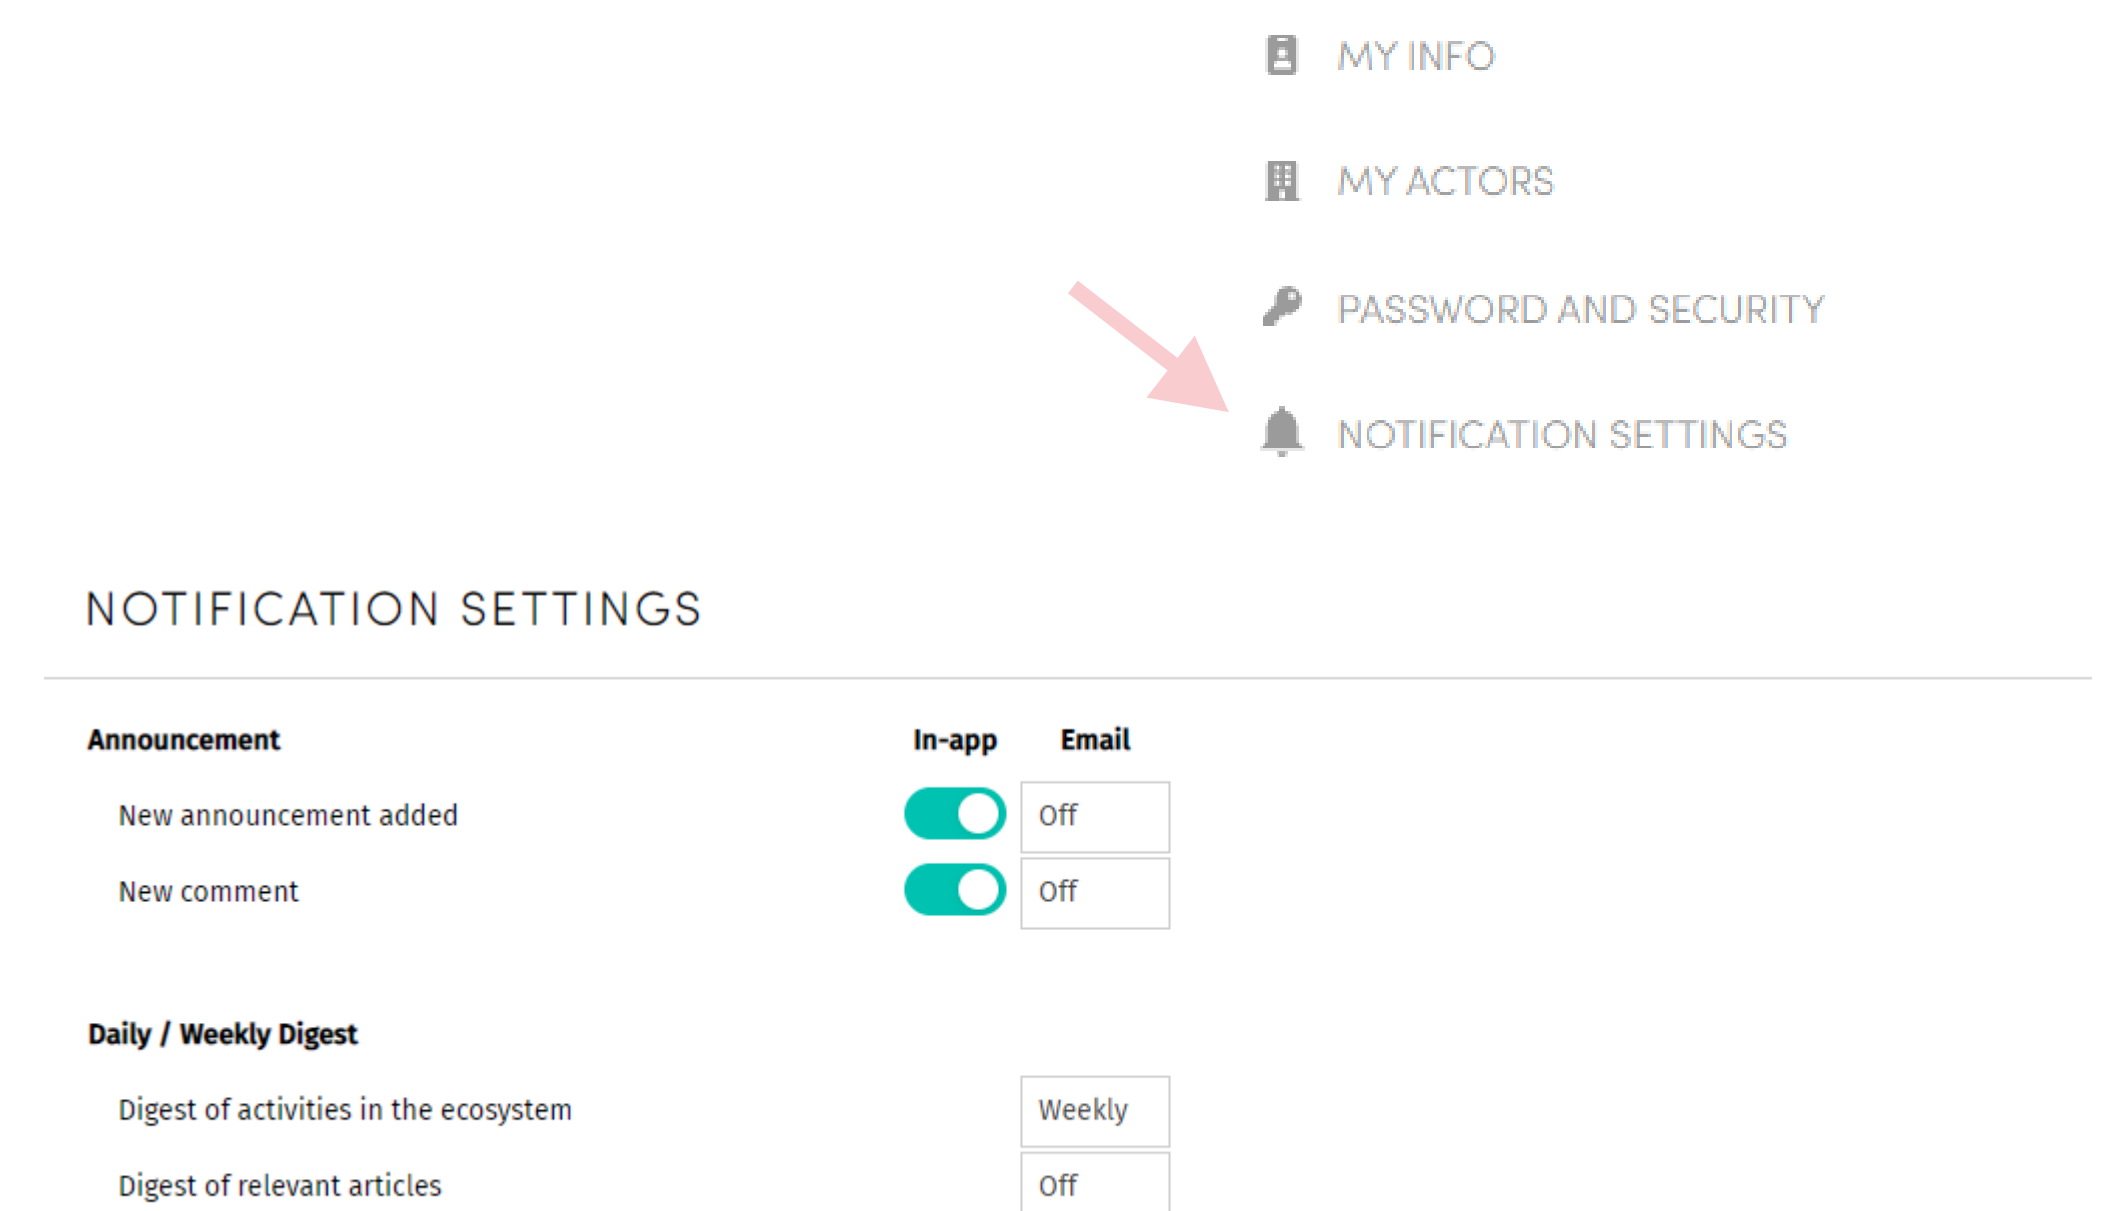 MY INFO
MY ACTORS
PASSWORD AND SECURITY
NOTIFICATION SETTINGS
NOTIFICATION SETTINGS
Announcement In-app Email
New announcement added Off
New comment Off
Daily / Weekly Digest
Digest of activities in the ecosystem Weekly
Digest of relevant articles Off